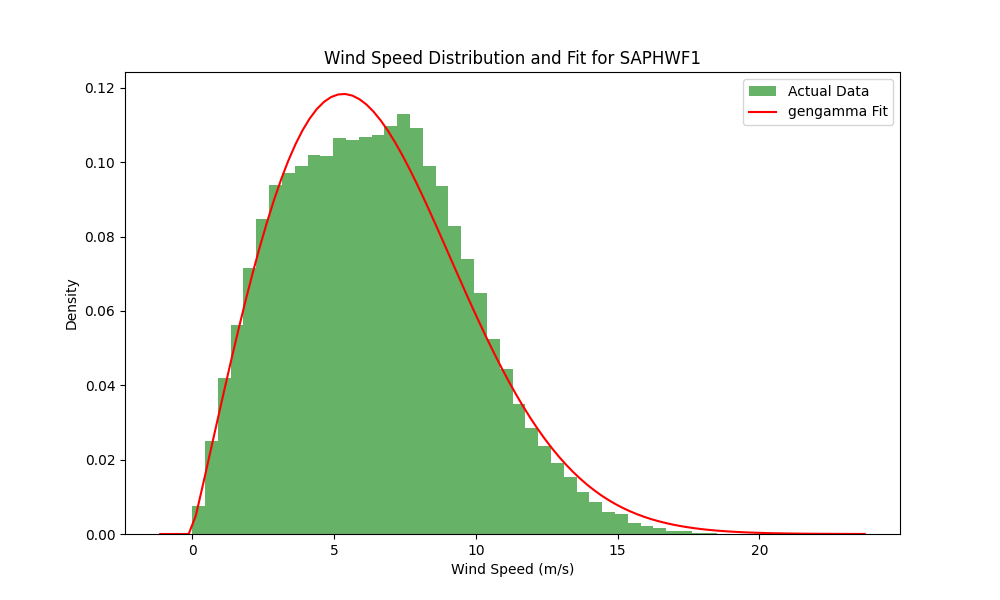 Wind Speed Distribution and Fit for SAPHWF1
Actual Data
gengamma Fit
0.12
0.10
0.08
0.06
0.04
0.02
0.00
Density
0
5
10
15
20
Wind Speed (m/s)